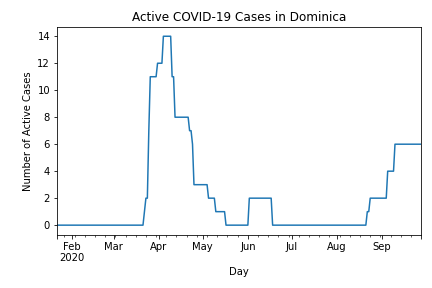 Active COVID-19 Cases in Dominica
Number of Active Cases
14
12
10
8
6
4
2
0
Feb Mar Apr May Jun Jul Aug Sep
2020
Day